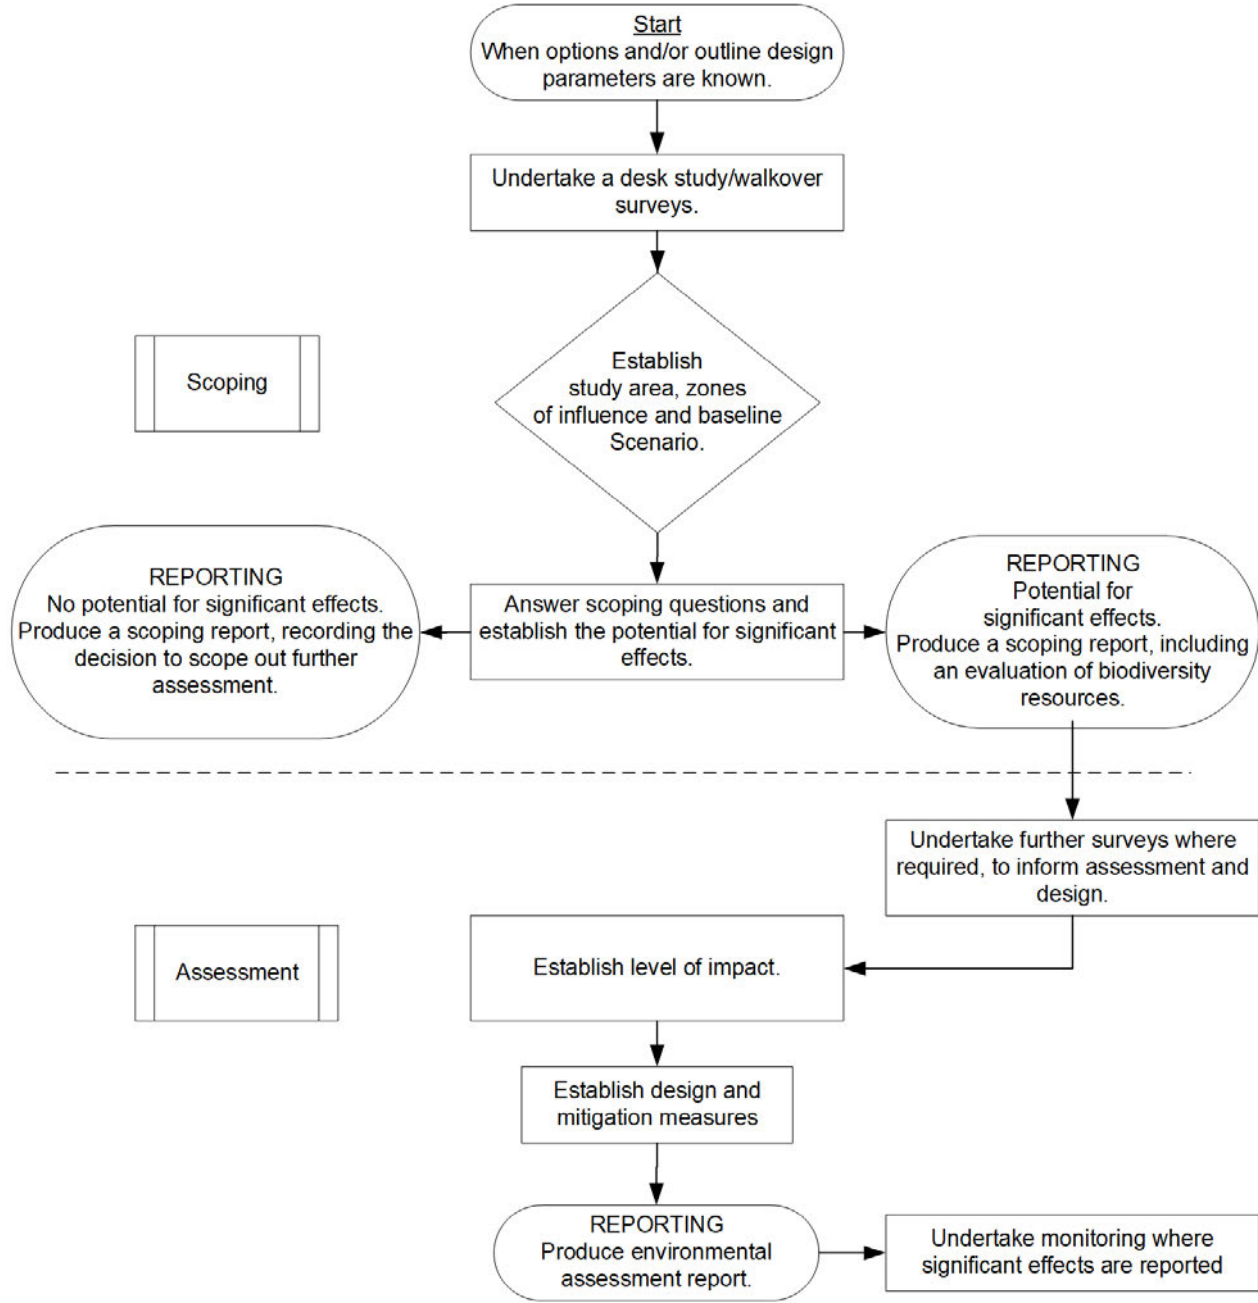 Start
When options and/or outline design
parameters are known.
Undertake a desk study/walkover
surveys.
Establish
study area, zones
of influence and baseline
Scenario.
Scoping
REPORTING
No potential for significant effects.
Produce a scoping report, recording the
decision to scope out further
assessment.
Answer scoping questions and
establish the potential for significant
effects.
REPORTING
Potential for
significant effects.
Produce a scoping report, including
an evaluation of biodiversity
resources.
Undertake further surveys where
required, to inform assessment and
design.
Assessment
Establish level of impact.
Establish design and
mitigation measures
REPORTING
Produce environmental
assessment report.
Undertake monitoring where
significant effects are reported